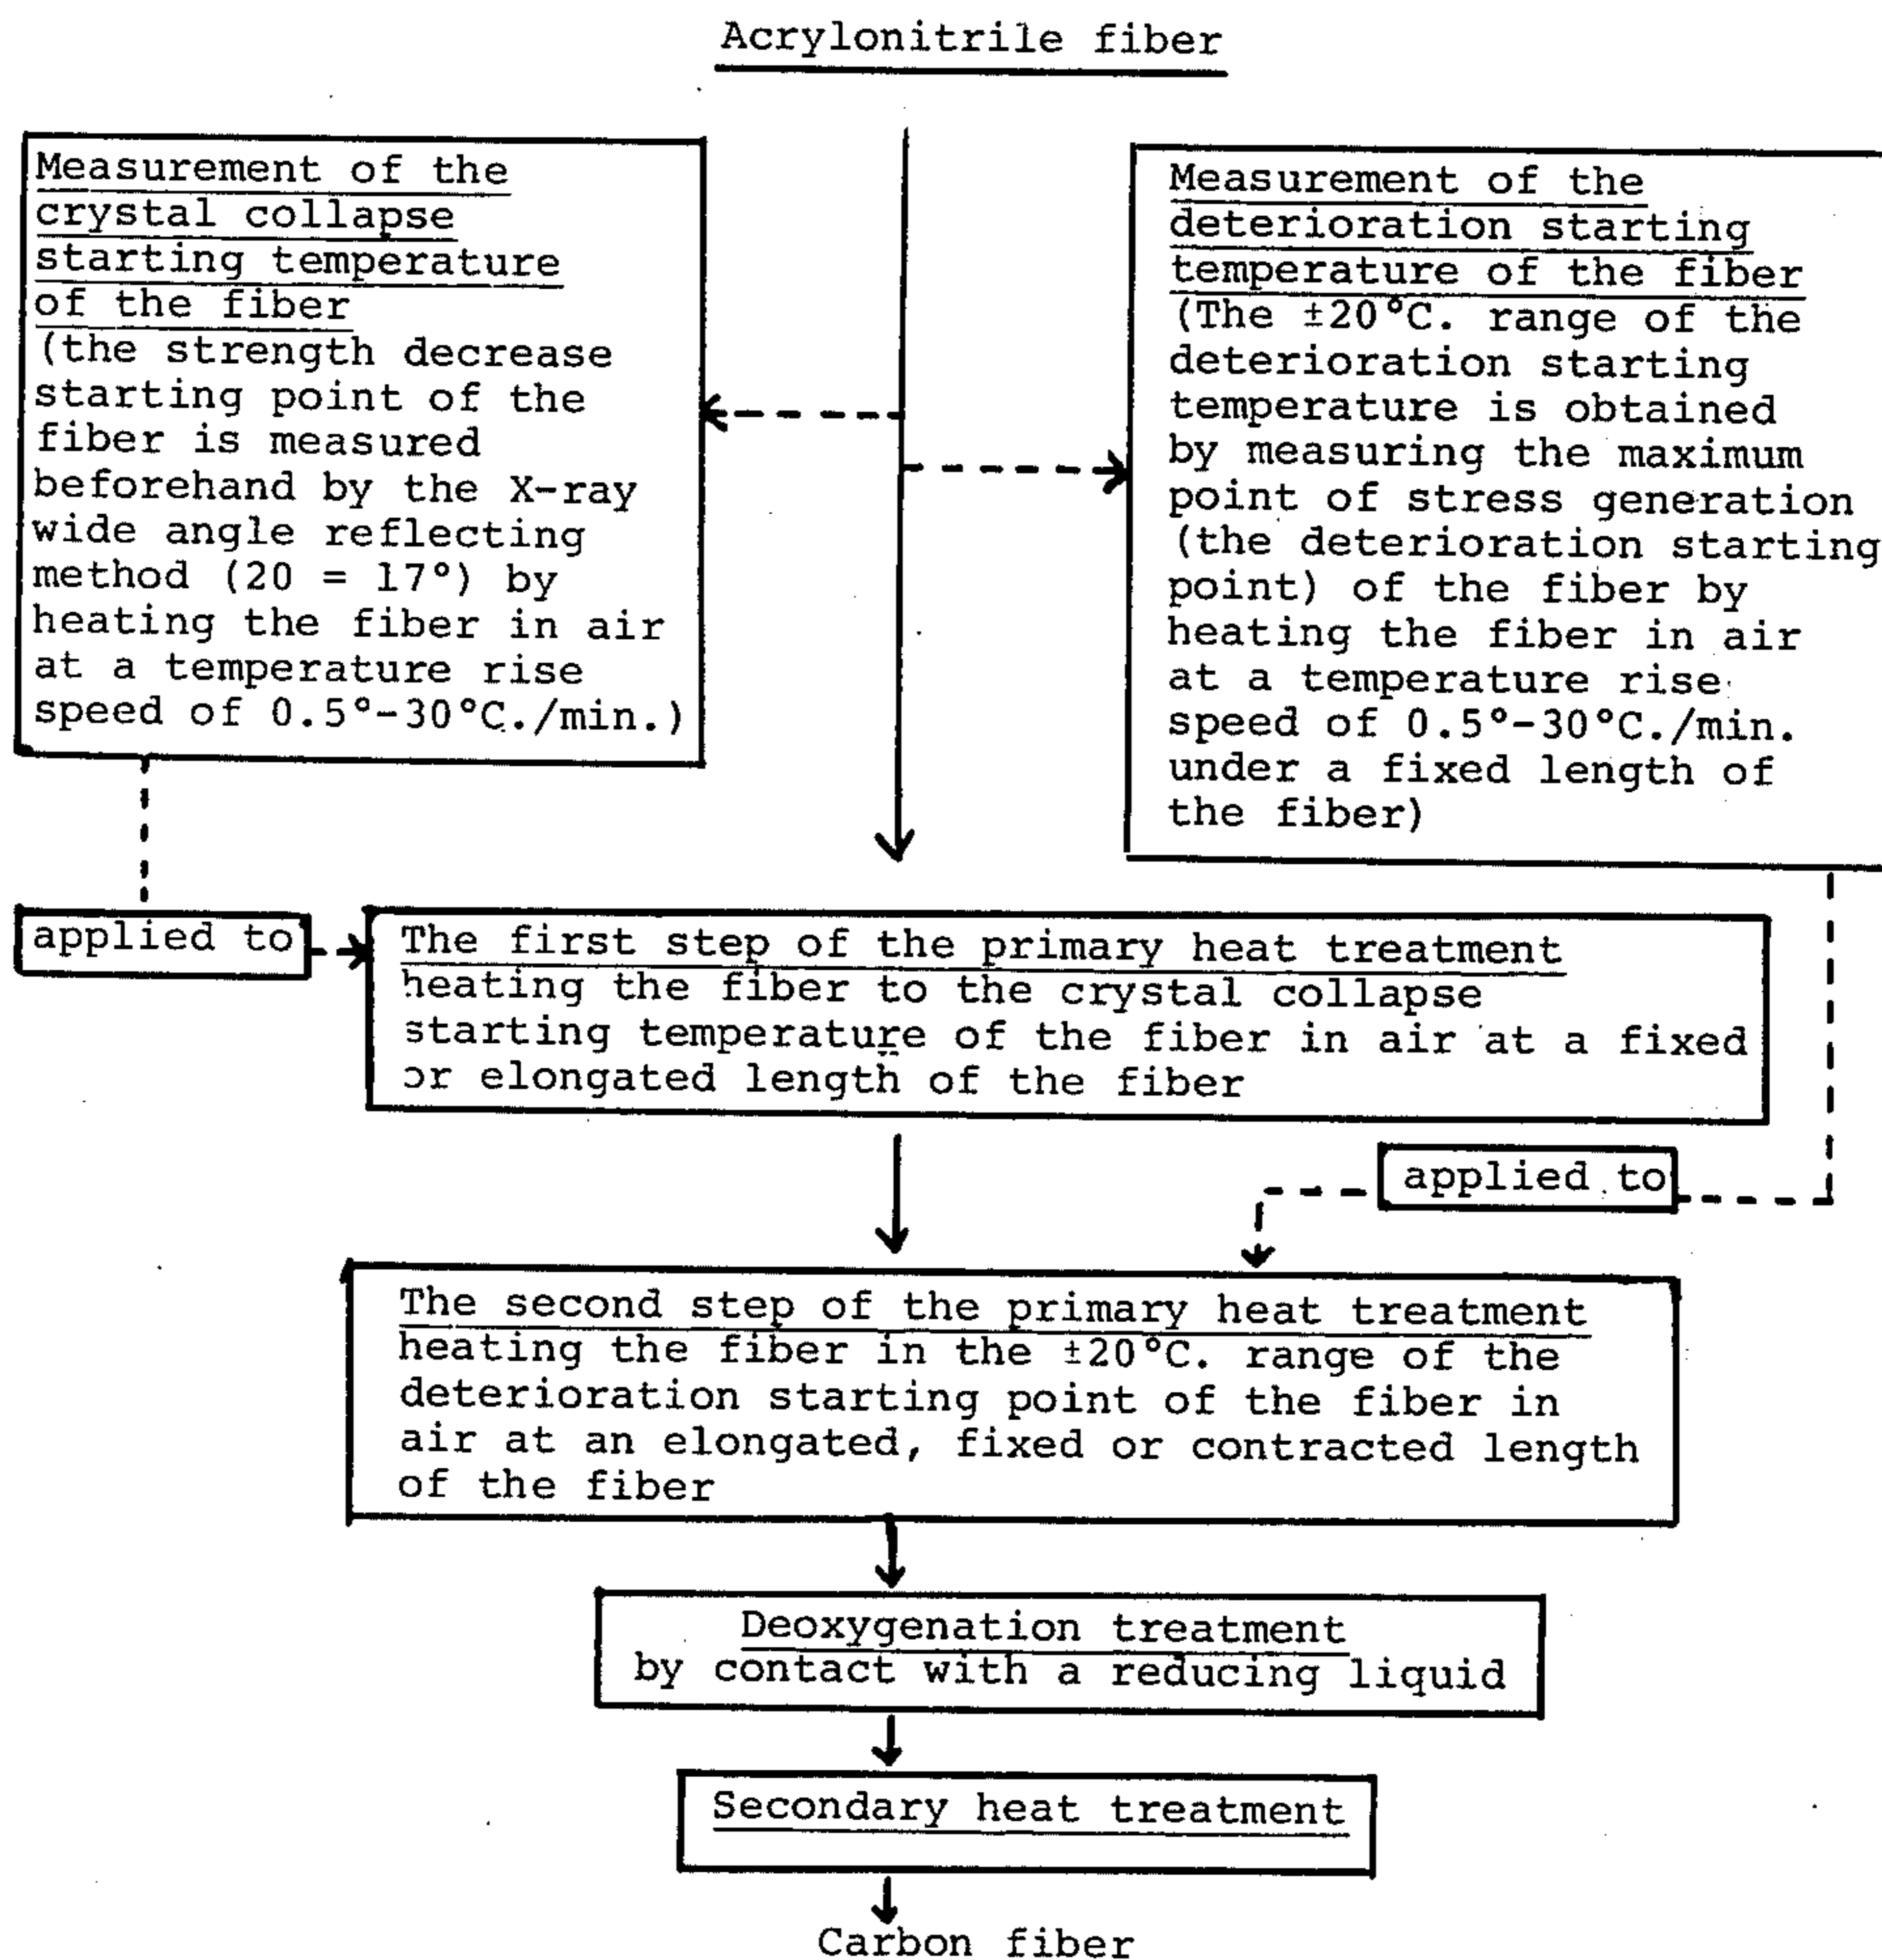 Acrylonitrile fiber
Measurement of the
crystal collapse
starting temperature
of the fiber
(the strength decrease
starting point of the
fiber is measured
beforehand by the X-ray
wide angle reflecting
method (20 = 17°) by
heating the fiber in air
at a temperature rise
speed of 0.5°-30°C./min.)
Measurement of the
deterioration starting
temperature of the fiber
(The ±20°C. range of the
deterioration starting
temperature is obtained
by measuring the maximum
point of stress generation
(the deterioration starting
point) of the fiber by
heating the fiber in air
at a temperature rise
speed of 0.5°-30°C./min.
under a fixed length of
the fiber)
applied to
The first step of the primary heat treatment
heating the fiber to the crystal collapse
starting temperature of the fiber in air at a fixed
or elongated length of the fiber
applied to
The second step of the primary heat treatment
heating the fiber in the ±20°C. range of the
deterioration starting point of the fiber in
air at an elongated, fixed or contracted length
of the fiber
Deoxygenation treatment
by contact with a reducing liquid
Secondary heat treatment
Carbon fiber